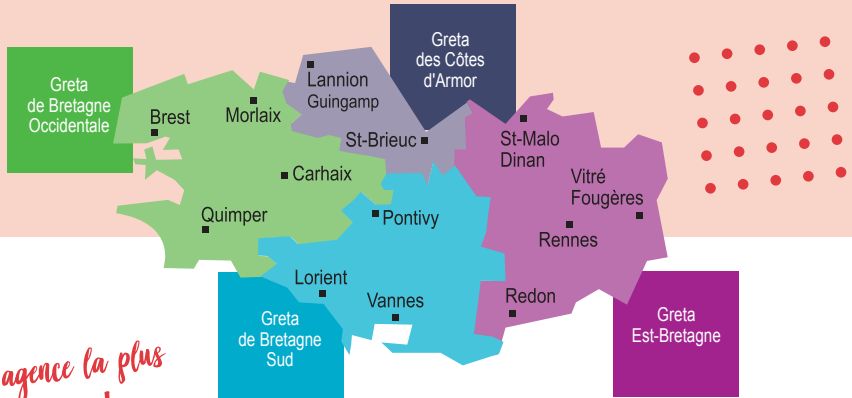 Greta
des Côtes
d'Armor
Greta
de Bretagne
Occidentale
Lannion
Guingamp
Brest
Morlaix
St-Brieuc
St-Malo
Dinan
Carhaix
Vitré
Fougères
Quimper
Pontivy
Rennes
Lorient
Vannes
Redon
Greta
de Bretagne
Sud
Greta
Est-Bretagne
agence la plus